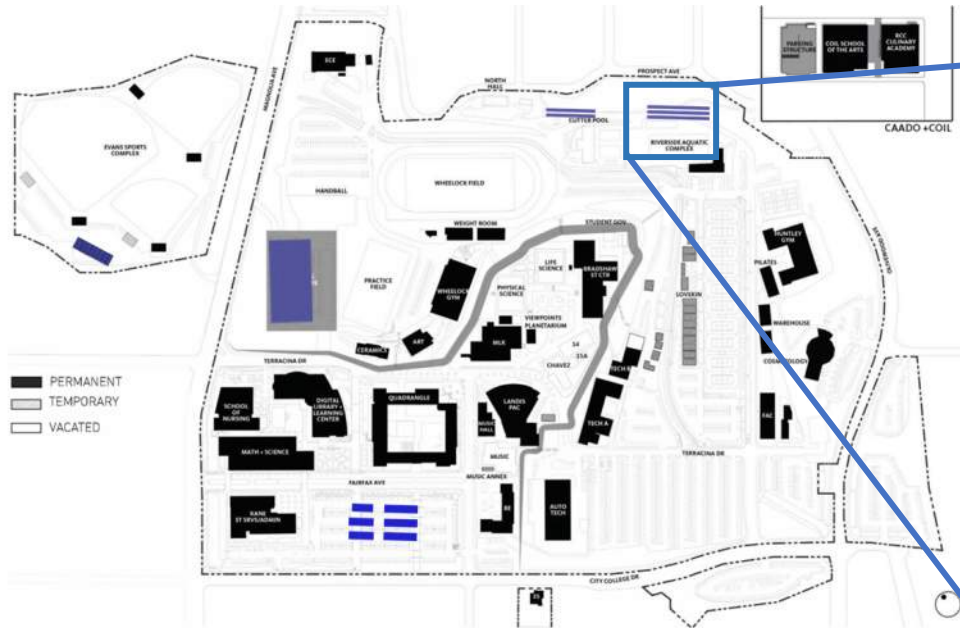 PARKING
STRUCTURE
COIL SCHOOL
OF THE ARTS
RCC
CULINARY
ACADEMY
CAADO +COIL
ECE
MAGNOLIA AVE
NORTH
HALL
PROSPECT AVE
CUTTER POOL
RIVERSIDE AQUATIC
COMPLEX
EVANS SPORTS
COMPLEX
HANDBALL
WHEELOCK FIELD
WEIGHT ROOM
STUDENT GOV
HUNTLEY
GYM
LIFE
SCIENCE
BRADSHAW
ST CTR
PILATES
PRACTICE
FIELD
WHEELOCK
GYM
PHYSICAL
SCIENCE
LOVEKIN
VIEWPOINTS
PLANETARIUM
WAREHOUSE
ART
CERAMICS
MLK
COSMETOLOGY
TERRACINA DR
CHAVEZ
TECH B
PERMANENT
TEMPORARY
VACATED
SCHOOL
OF
NURSING
DIGITAL
LIBRARY +
LEARNING
CENTER
QUADRANGLE
LANDIS
PAC
MUSIC
HALL
TECH A
FAC
MATH + SCIENCE
MUSIC
TERRACINA DR
MUSIC ANNEX
FAIRFAX AVE
KANE
ST SRVS/ADMIN
BE
AUTO
TECH
CITY COLLEGE DR